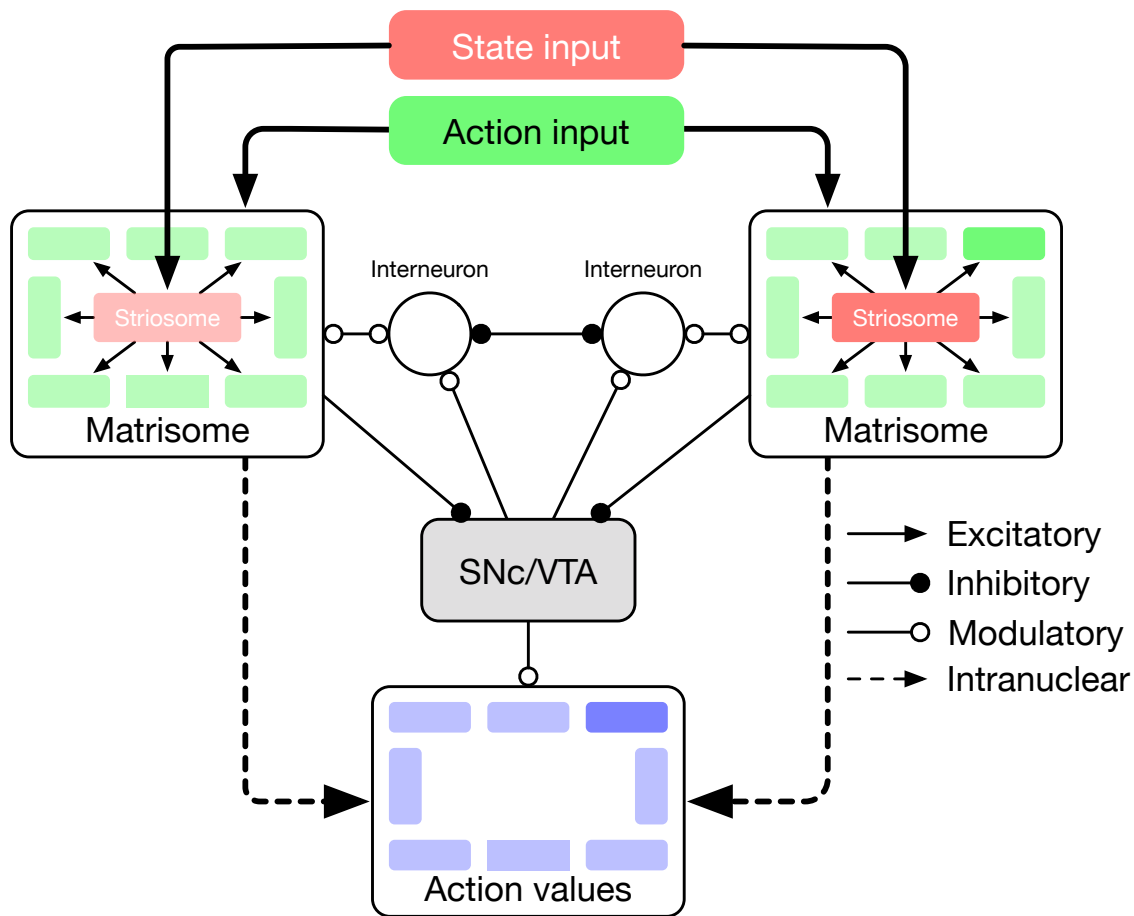 State input
Action input
Interneuron
Interneuron
Striosome
Striosome
Matrisome
Matrisome
SNc/VTA
Excitatory
Inhibitory
Modulatory
Intranuclear
Action values